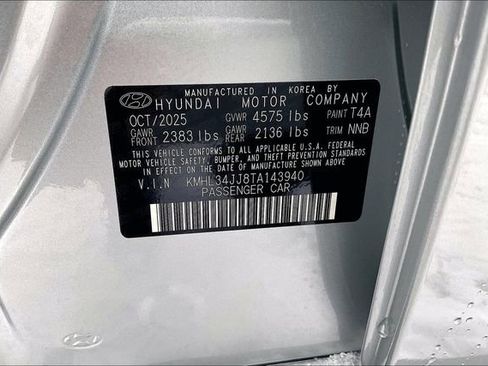 MANUFACTURED IN KOREA BY
HYUNDAI MOTOR COMPANY
OCT/2025 GVWR 4575 lbs PAINT T4A
GAWR FRONT 2383 lbs GAWR REAR 2136 lbs TRIM NNB
THIS VEHICLE CONFORMS TO ALL APPLICABLE U.S.A FEDERAL
MOTOR VEHICLE SAFETY, BUMPER, AND THEFT PREVENTION
STANDARDS IN EFFECT ON THE DATE OF MANUFACTURE SHOWN ABOVE.
V.I.N KMHL34JJ8TA143940
PASSENGER CAR